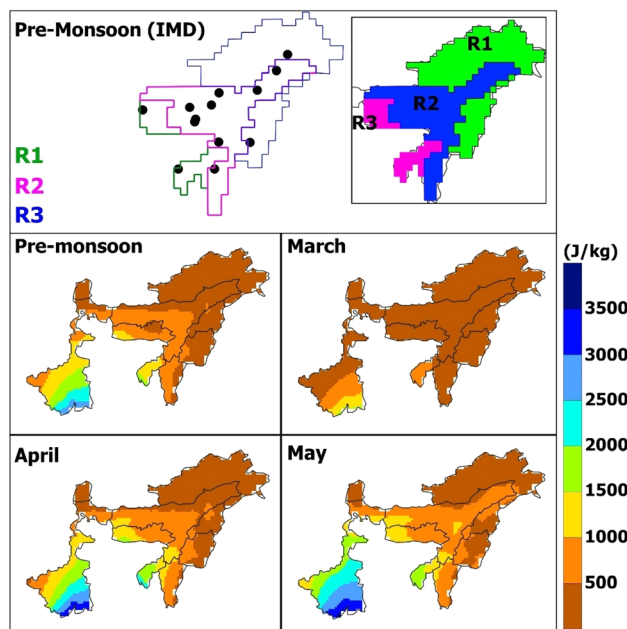 Pre-Monsoon (IMD)
R1
R2
R3
R1
R2
R3
Pre-monsoon
March
(J/kg)
3500
3000
2500
2000
1500
1000
500
April
May